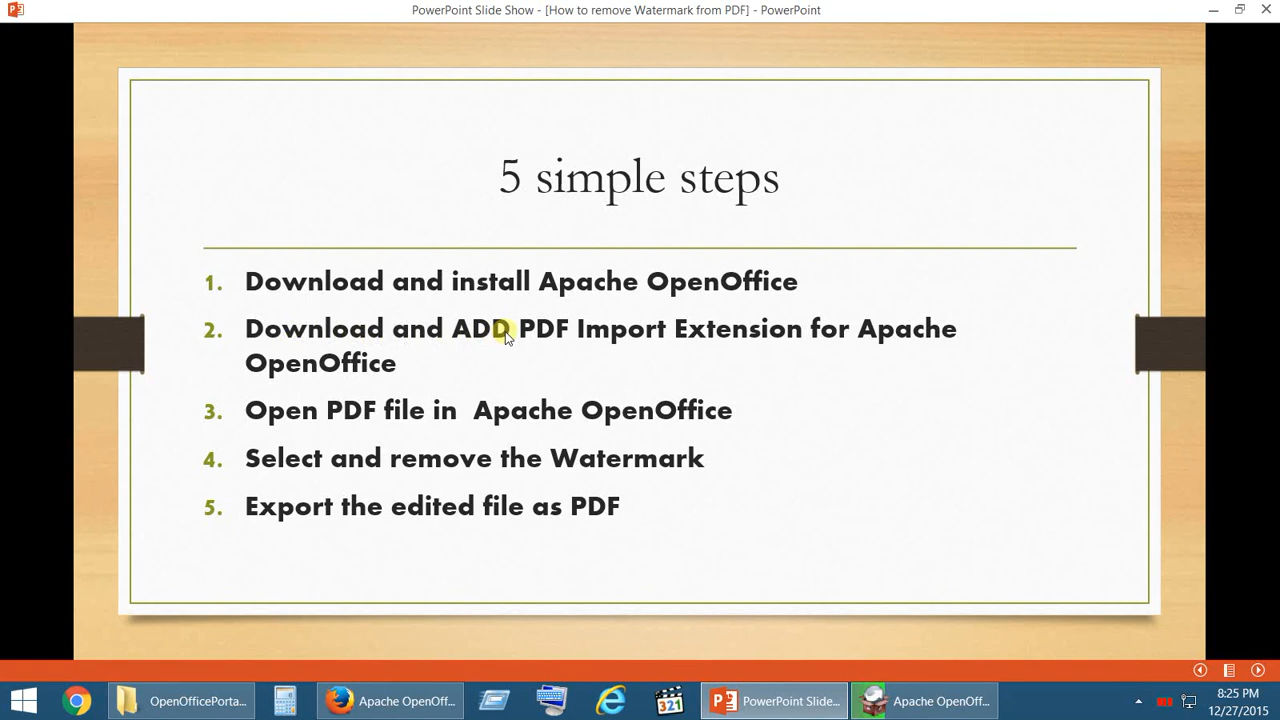 PowerPoint Slide Show - [How to remove Watermark from PDF] - PowerPoint
5 simple steps
1. Download and install Apache OpenOffice
2. Download and ADD PDF Import Extension for Apache
OpenOffice
3. Open PDF file in  Apache OpenOffice
4. Select and remove the Watermark
5. Export the edited file as PDF
OpenOfficePorta... Apache OpenOff... 321 PowerPoint Slide... Apache OpenOff... 8:25 PM
12/27/2015